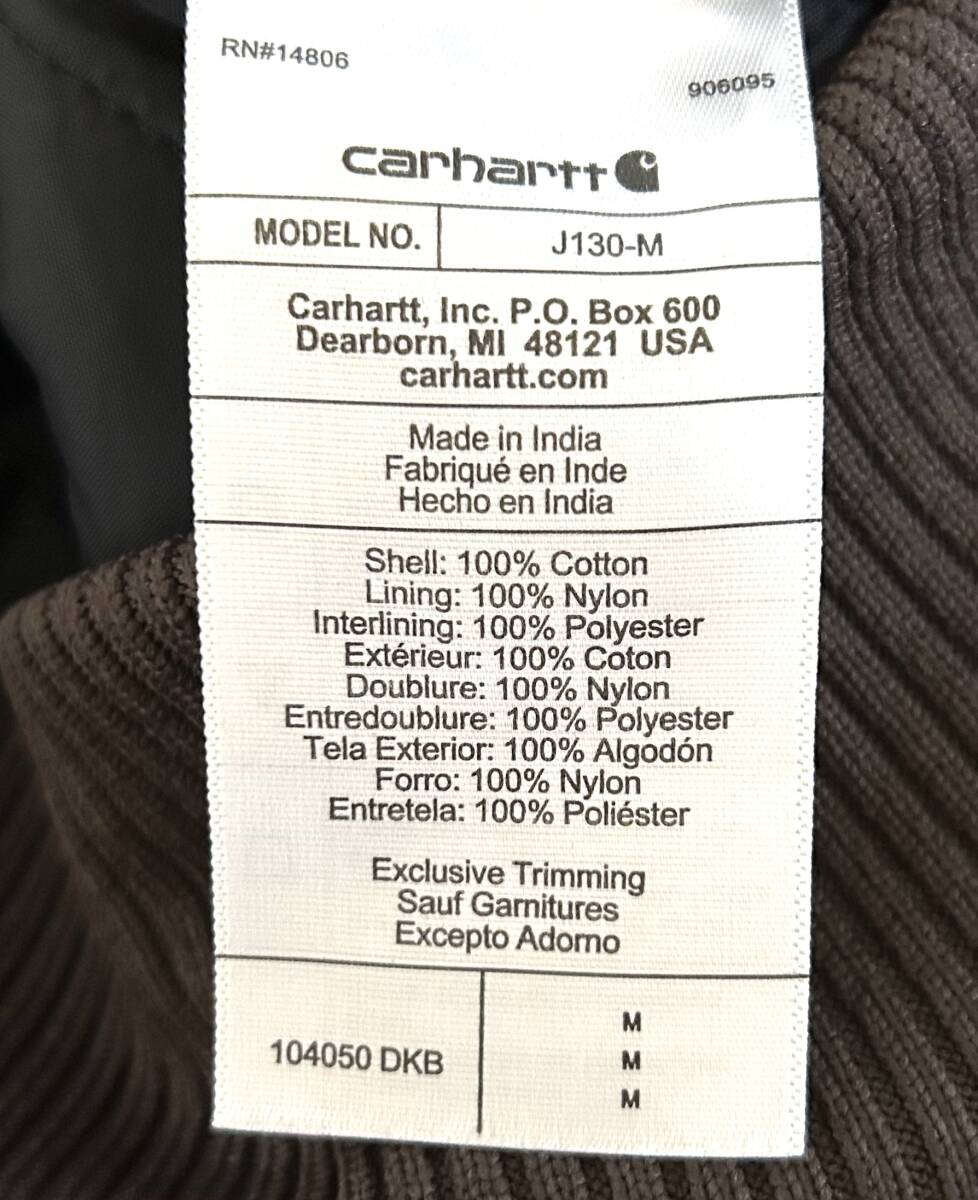 RN#14806
906095
carhartt
MODEL NO. J130-M
Carhartt, Inc. P.O. Box 600
Dearborn, MI 48121 USA
carhartt.com
Made in India
Fabriqué en Inde
Hecho en India
Shell: 100% Cotton
Lining: 100% Nylon
Interlining: 100% Polyester
Extérieur: 100% Coton
Doublure: 100% Nylon
Entredoublure: 100% Polyester
Tela Exterior: 100% Algodón
Forro: 100% Nylon
Entretela: 100% Poliéster
Exclusive Trimming
Sauf Garnitures
Excepto Adorno
104050 DKB
M
M
M